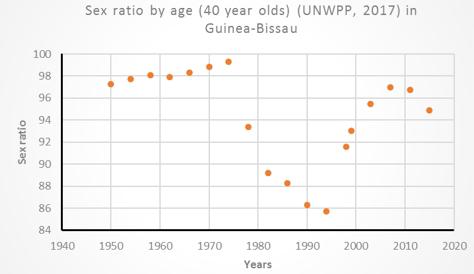 Sex ratio by age (40 year olds) (UNWPP, 2017) in
Guinea-Bissau
100
98
96
94
92
90
88
86
84
Sex ratio
1940 1950 1960 1970 1980 1990 2000 2010 2020
Years